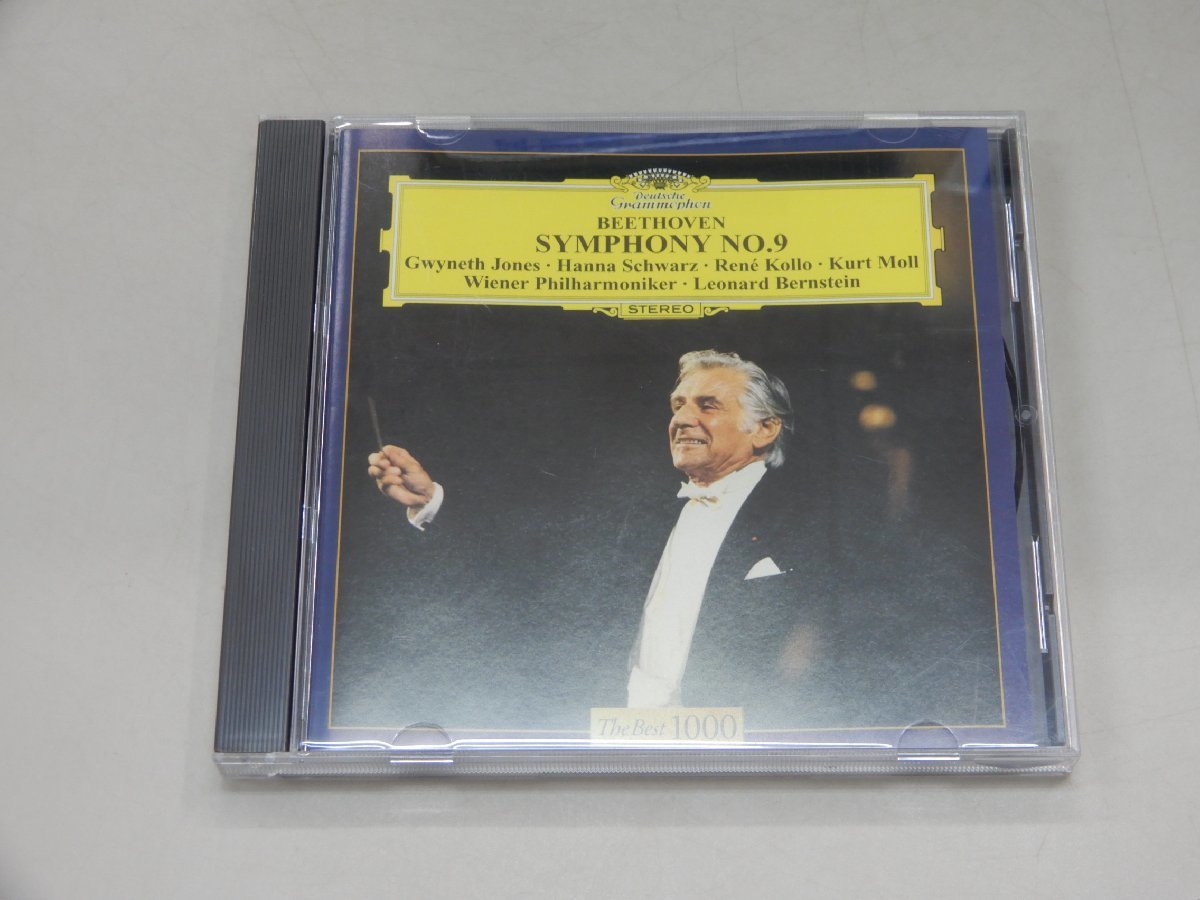 Deutsche
Grammophon
BEETHOVEN
SYMPHONY NO.9
Gwyneth Jones · Hanna Schwarz · René Kollo · Kurt Moll
Wiener Philharmoniker · Leonard Bernstein
STEREO
The Best 1000